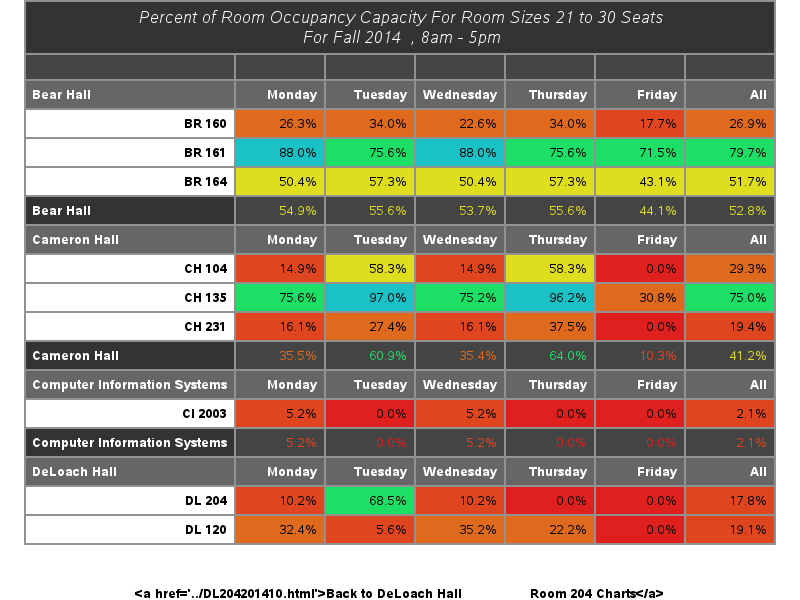 Percent of Room Occupancy Capacity For Room Sizes 21 to 30 Seats
For Fall 2014 , 8am - 5pm
Bear Hall Monday Tuesday Wednesday Thursday Friday All
BR 160 26.3% 34.0% 22.6% 34.0% 17.7% 26.9%
BR 161 88.0% 75.6% 88.0% 75.6% 71.5% 79.7%
BR 164 50.4% 57.3% 50.4% 57.3% 43.1% 51.7%
Bear Hall 54.9% 55.6% 53.7% 55.6% 44.1% 52.8%
Cameron Hall Monday Tuesday Wednesday Thursday Friday All
CH 104 14.9% 58.3% 14.9% 58.3% 0.0% 29.3%
CH 135 75.6% 97.0% 75.2% 96.2% 30.8% 75.0%
CH 231 16.1% 27.4% 16.1% 37.5% 0.0% 19.4%
Cameron Hall 35.5% 60.9% 35.4% 64.0% 10.3% 41.2%
Computer Information Systems Monday Tuesday Wednesday Thursday Friday All
CI 2003 5.2% 0.0% 5.2% 0.0% 0.0% 2.1%
Computer Information Systems 5.2% 0.0% 5.2% 0.0% 0.0% 2.1%
DeLoach Hall Monday Tuesday Wednesday Thursday Friday All
DL 204 10.2% 68.5% 10.2% 0.0% 0.0% 17.8%
DL 120 32.4% 5.6% 35.2% 22.2% 0.0% 19.1%
<a href='../DL204201410.html'>Back to DeLoach Hall Room 204 Charts</a>